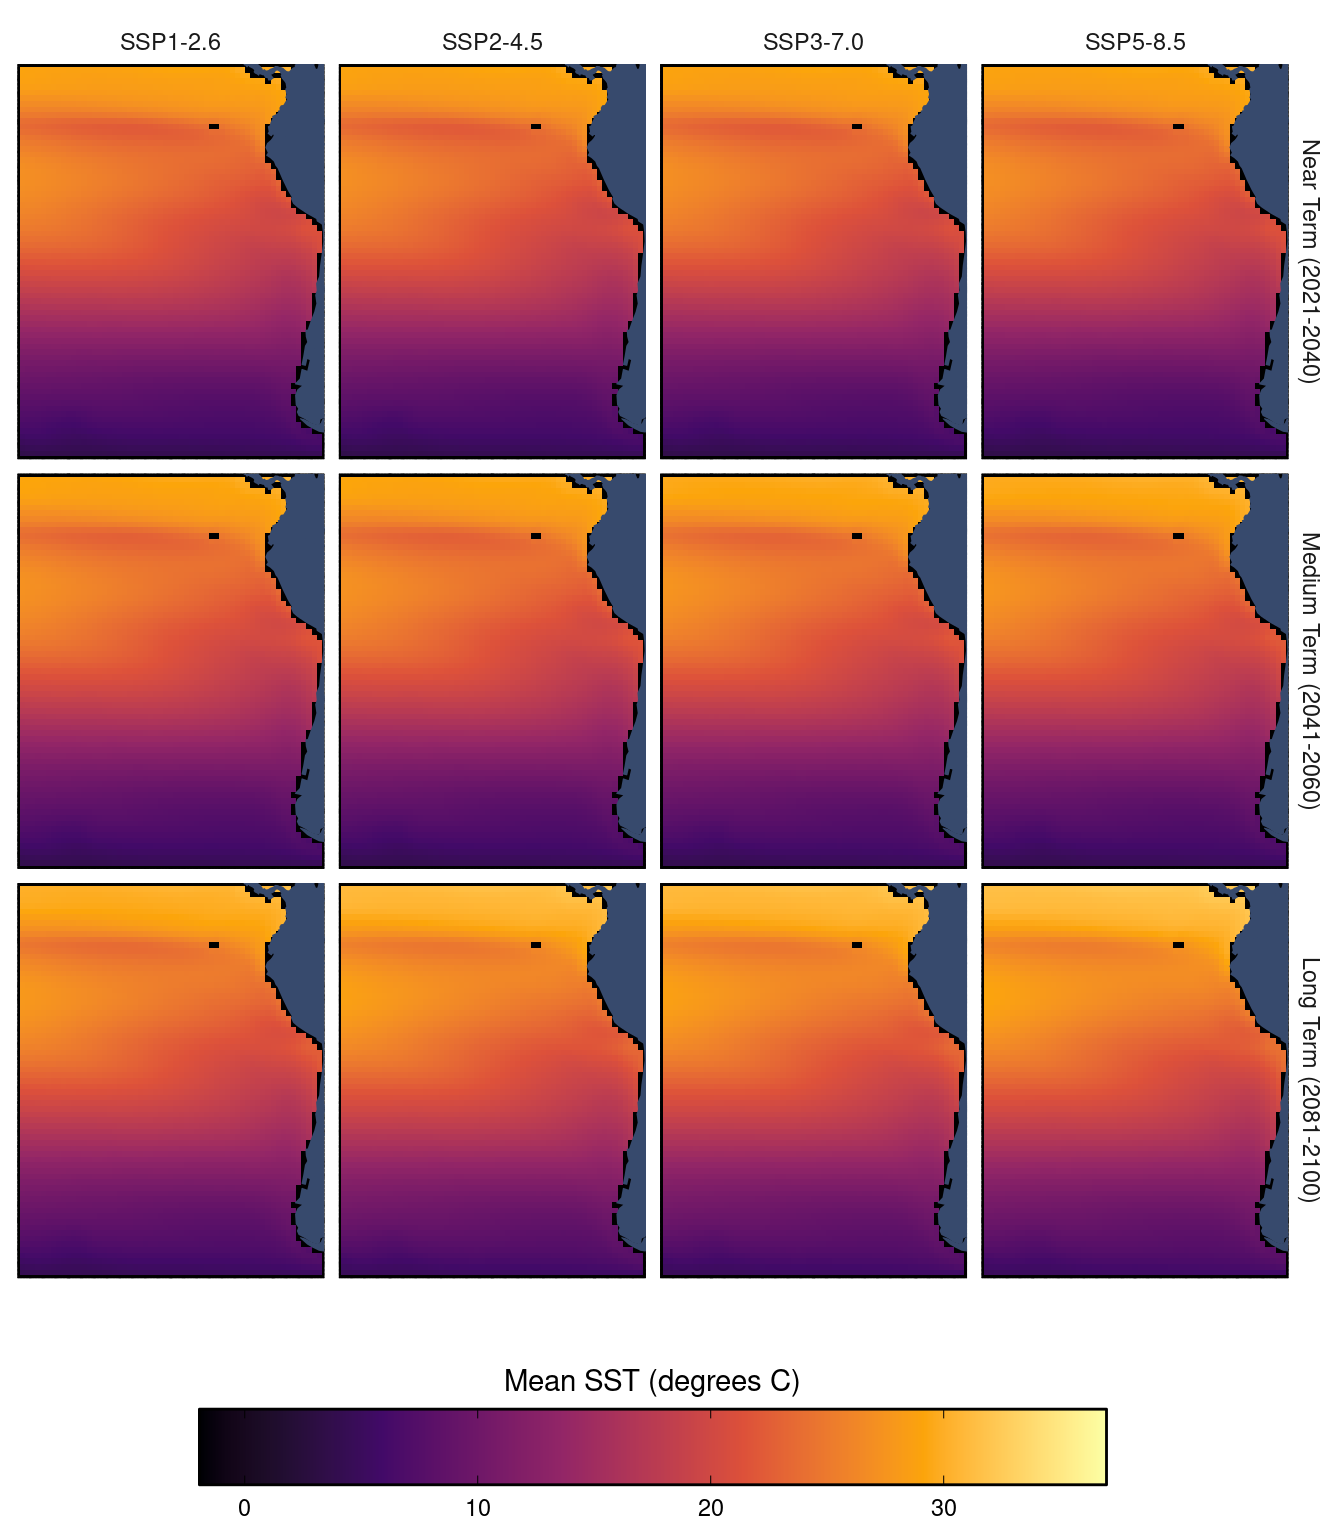 SSP1-2.6
SSP2-4.5
SSP3-7.0
SSP5-8.5
Near Term (2021-2040)
Medium Term (2041-2060)
Long Term (2081-2100)
Mean SST (degrees C)
0
10
20
30